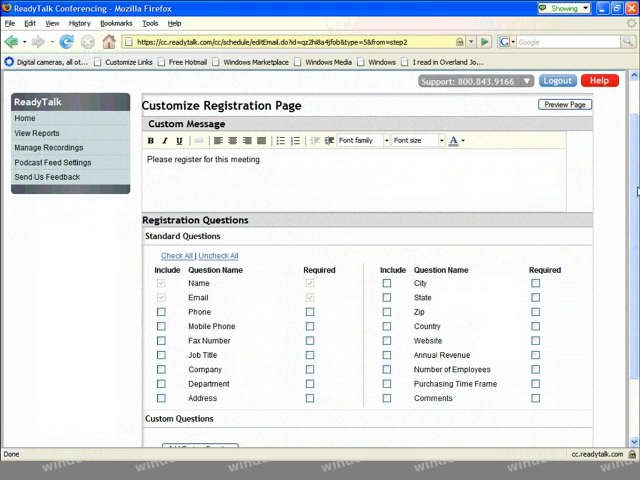 ReadyTalk Conferencing - Mozilla Firefox
Showing
File Edit View History Bookmarks Tools Help
https://cc.readytalk.com/cc/schedule/editEmail.do?id=qz2hi8a4jfob&type=5&from=step2
Google
Digital cameras, all ot... Customize Links Free Hotmail Windows Marketplace Windows Media Windows I read in Overland Jo...
Support: 800.843.9166 Logout Help
ReadyTalk
Home
View Reports
Manage Recordings
Podcast Feed Settings
Send Us Feedback
Customize Registration Page Preview Page
Custom Message
B I U Font family Font size A
Please register for this meeting.
Registration Questions
Standard Questions
Check All | Uncheck All
Include Question Name Required Include Question Name Required
Name City
Email State
Phone Zip
Mobile Phone Country
Fax Number Website
Job Title Annual Revenue
Company Number of Employees
Department Purchasing Time Frame
Address Comments
Custom Questions
Done cc.readytalk.com